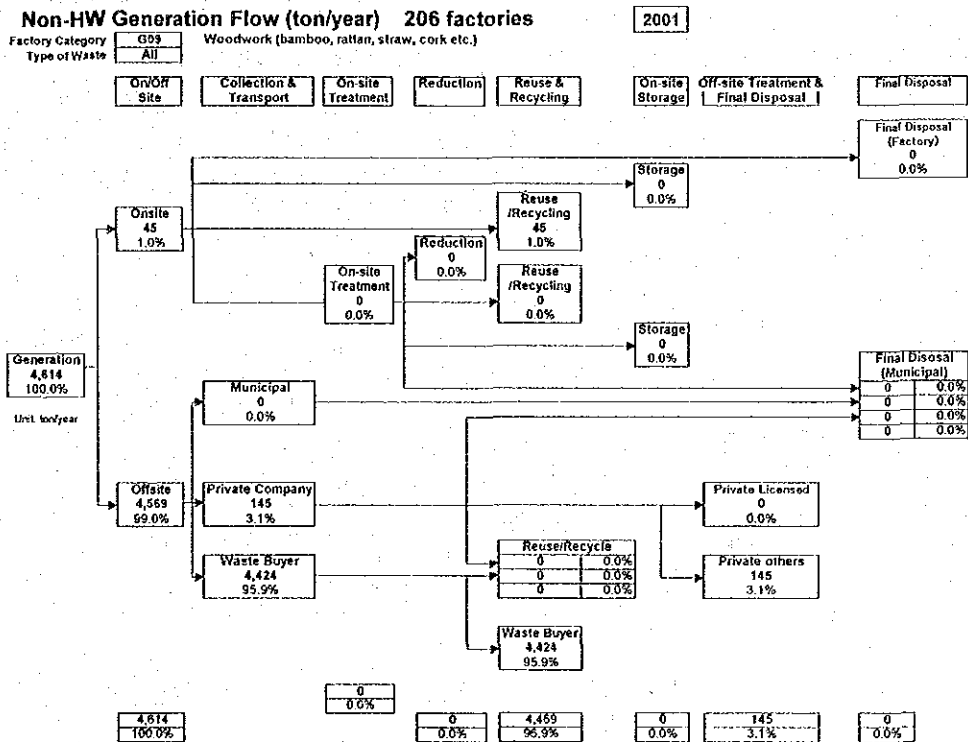 Non-HW Generation Flow (ton/year) 206 factories 2001
Factory Category G09 Woodwork (bamboo, rattan, straw, cork etc.)
Type of Waste All
On/Off Site
Collection & Transport
On-site Treatment
Reduction
Reuse & Recycling
On-site Storage
Off-site Treatment & Final Disposal
Final Disposal
Final Disposal
(Factory)
0
0.0%
Storage
0
0.0%
Onsite
45
1.0%
Reuse
/Recycling
45
1.0%
Reduction
0
0.0%
On-site
Treatment
0
0.0%
Reuse
/Recycling
0
0.0%
Storage
0
0.0%
Generation
4,614
100.0%
Unit ton/year
Final Disosal
(Municipal)
0 0.0%
0 0.0%
0 0.0%
0 0.0%
Municipal
0
0.0%
Offsite
4,569
99.0%
Private Company
145
3.1%
Private Licensed
0
0.0%
Waste Buyer
4,424
95.9%
Reuse/Recycle
0 0.0%
0 0.0%
0 0.0%
Private others
145
3.1%
Waste Buyer
4,424
95.9%
0
0.0%
4,614 0 4,469 0 145 0
100.0% 0.0% 96.9% 0.0% 3.1% 0.0%